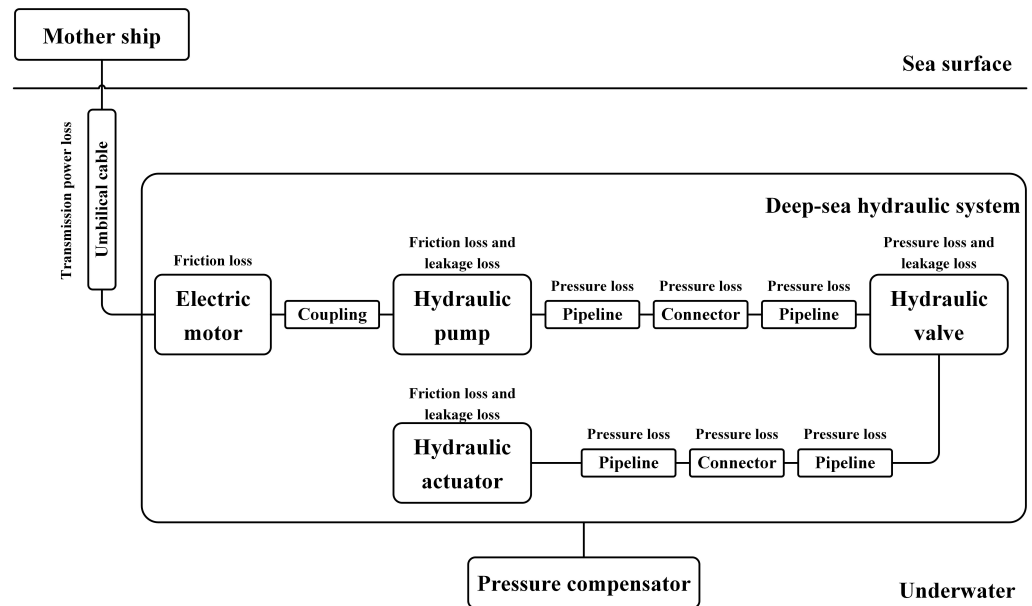 Mother ship
Sea surface
Transmission power loss
Umbilical cable
Deep-sea hydraulic system
Friction loss
Electric
motor
Coupling
Friction loss and
leakage loss
Hydraulic
pump
Pressure loss
Pipeline
Pressure loss
Connector
Pressure loss
Pipeline
Pressure loss and
leakage loss
Hydraulic
valve
Friction loss and
leakage loss
Hydraulic
actuator
Pressure loss
Pipeline
Pressure loss
Connector
Pressure loss
Pipeline
Pressure compensator
Underwater